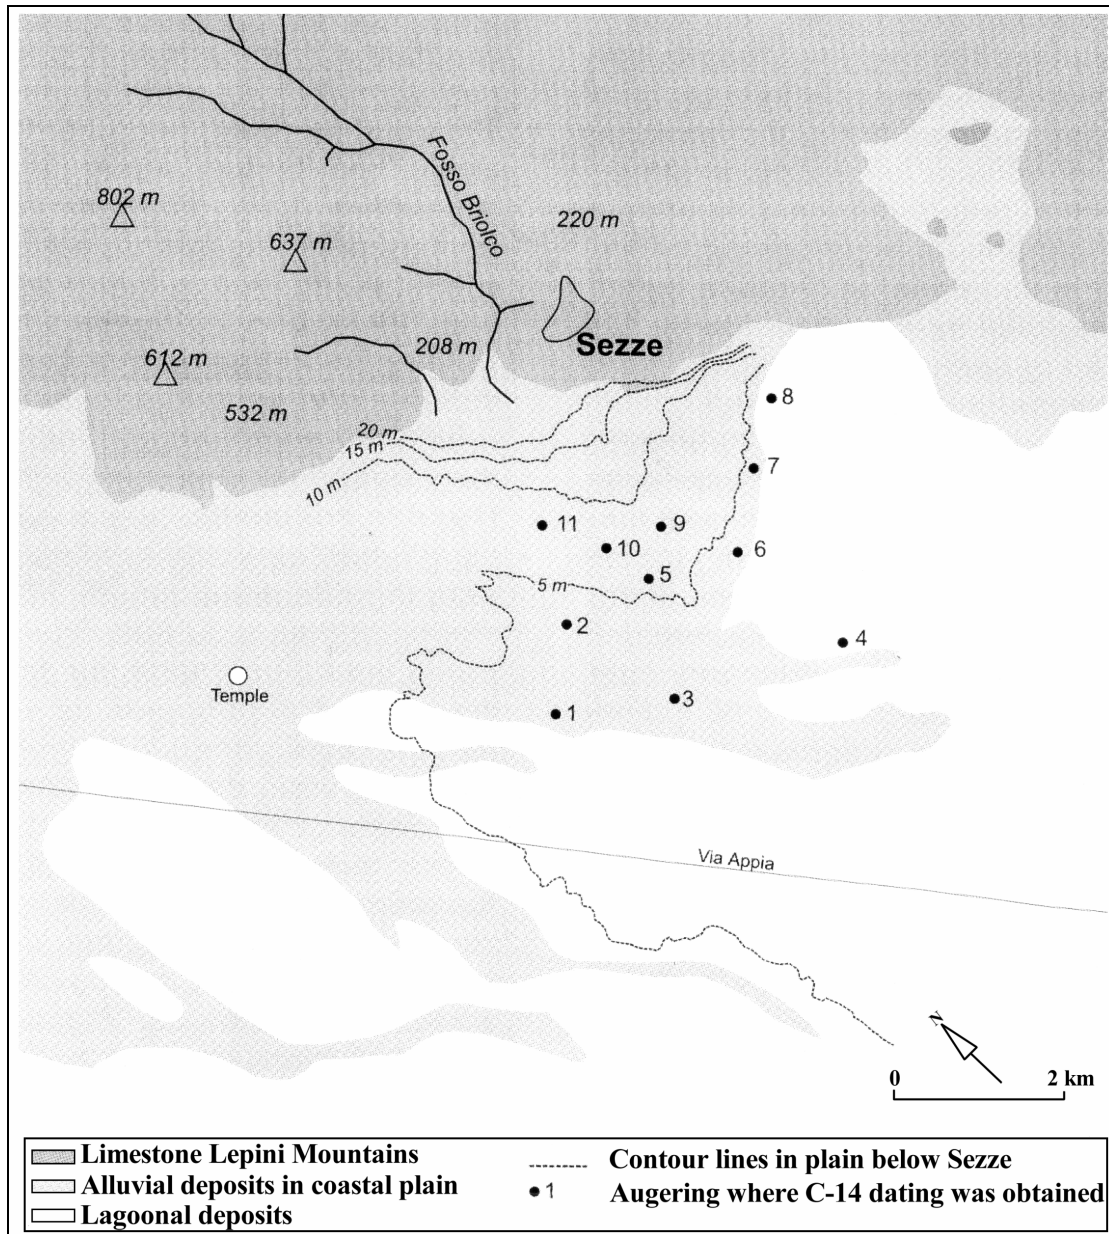 Fosso Briolco
802 m
220 m
637 m
Sezze
208 m
612 m
532 m
8
20 m
15 m
7
10 m
11
9
10
6
5
5 m
2
4
Temple
3
1
Via Appia
N
0 2 km
Limestone Lepini Mountains
Alluvial deposits in coastal plain
Lagoonal deposits
Contour lines in plain below Sezze
1 Augering where C-14 dating was obtained